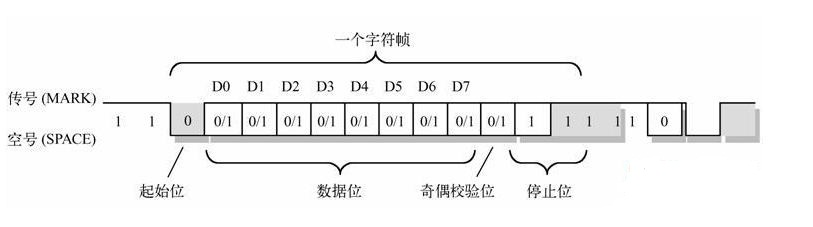 一个字符帧
D0 D1 D2 D3 D4 D5 D6 D7
传号 (MARK)
1 1 0 0/1 0/1 0/1 0/1 0/1 0/1 0/1 0/1 0/1 1 1 1 1 1 0
空号 (SPACE)
起始位 数据位 奇偶校验位 停止位